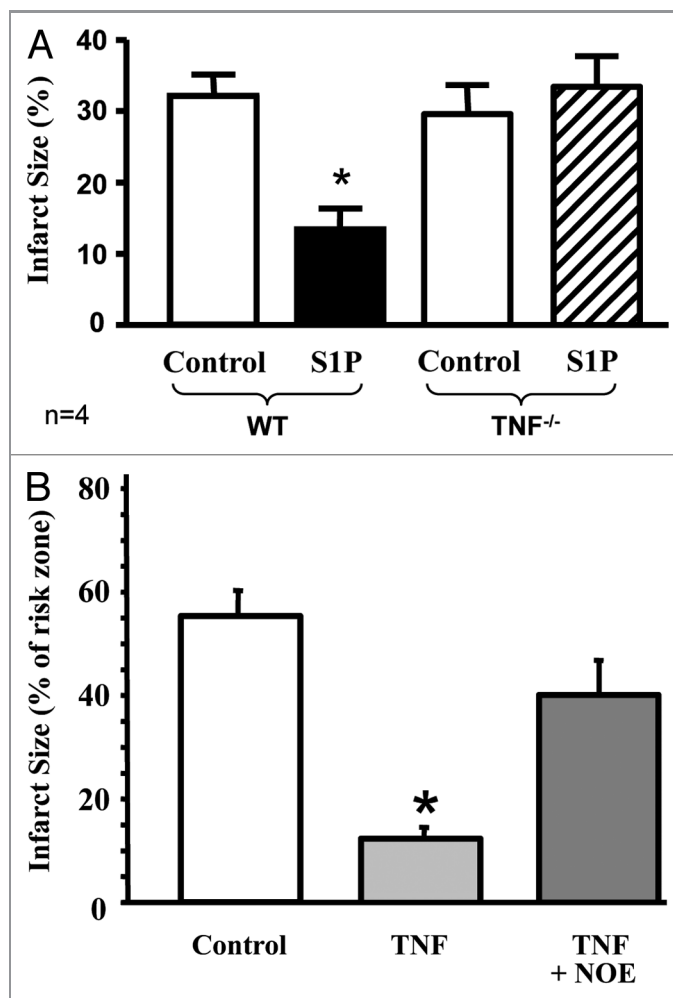 A
Infarct Size (%)
40
30
20
10
0
*
Control S1P Control S1P
n=4
WT TNF-/-
B
Infarct Size (% of risk zone)
80
60
40
20
0
*
Control TNF TNF
+ NOE